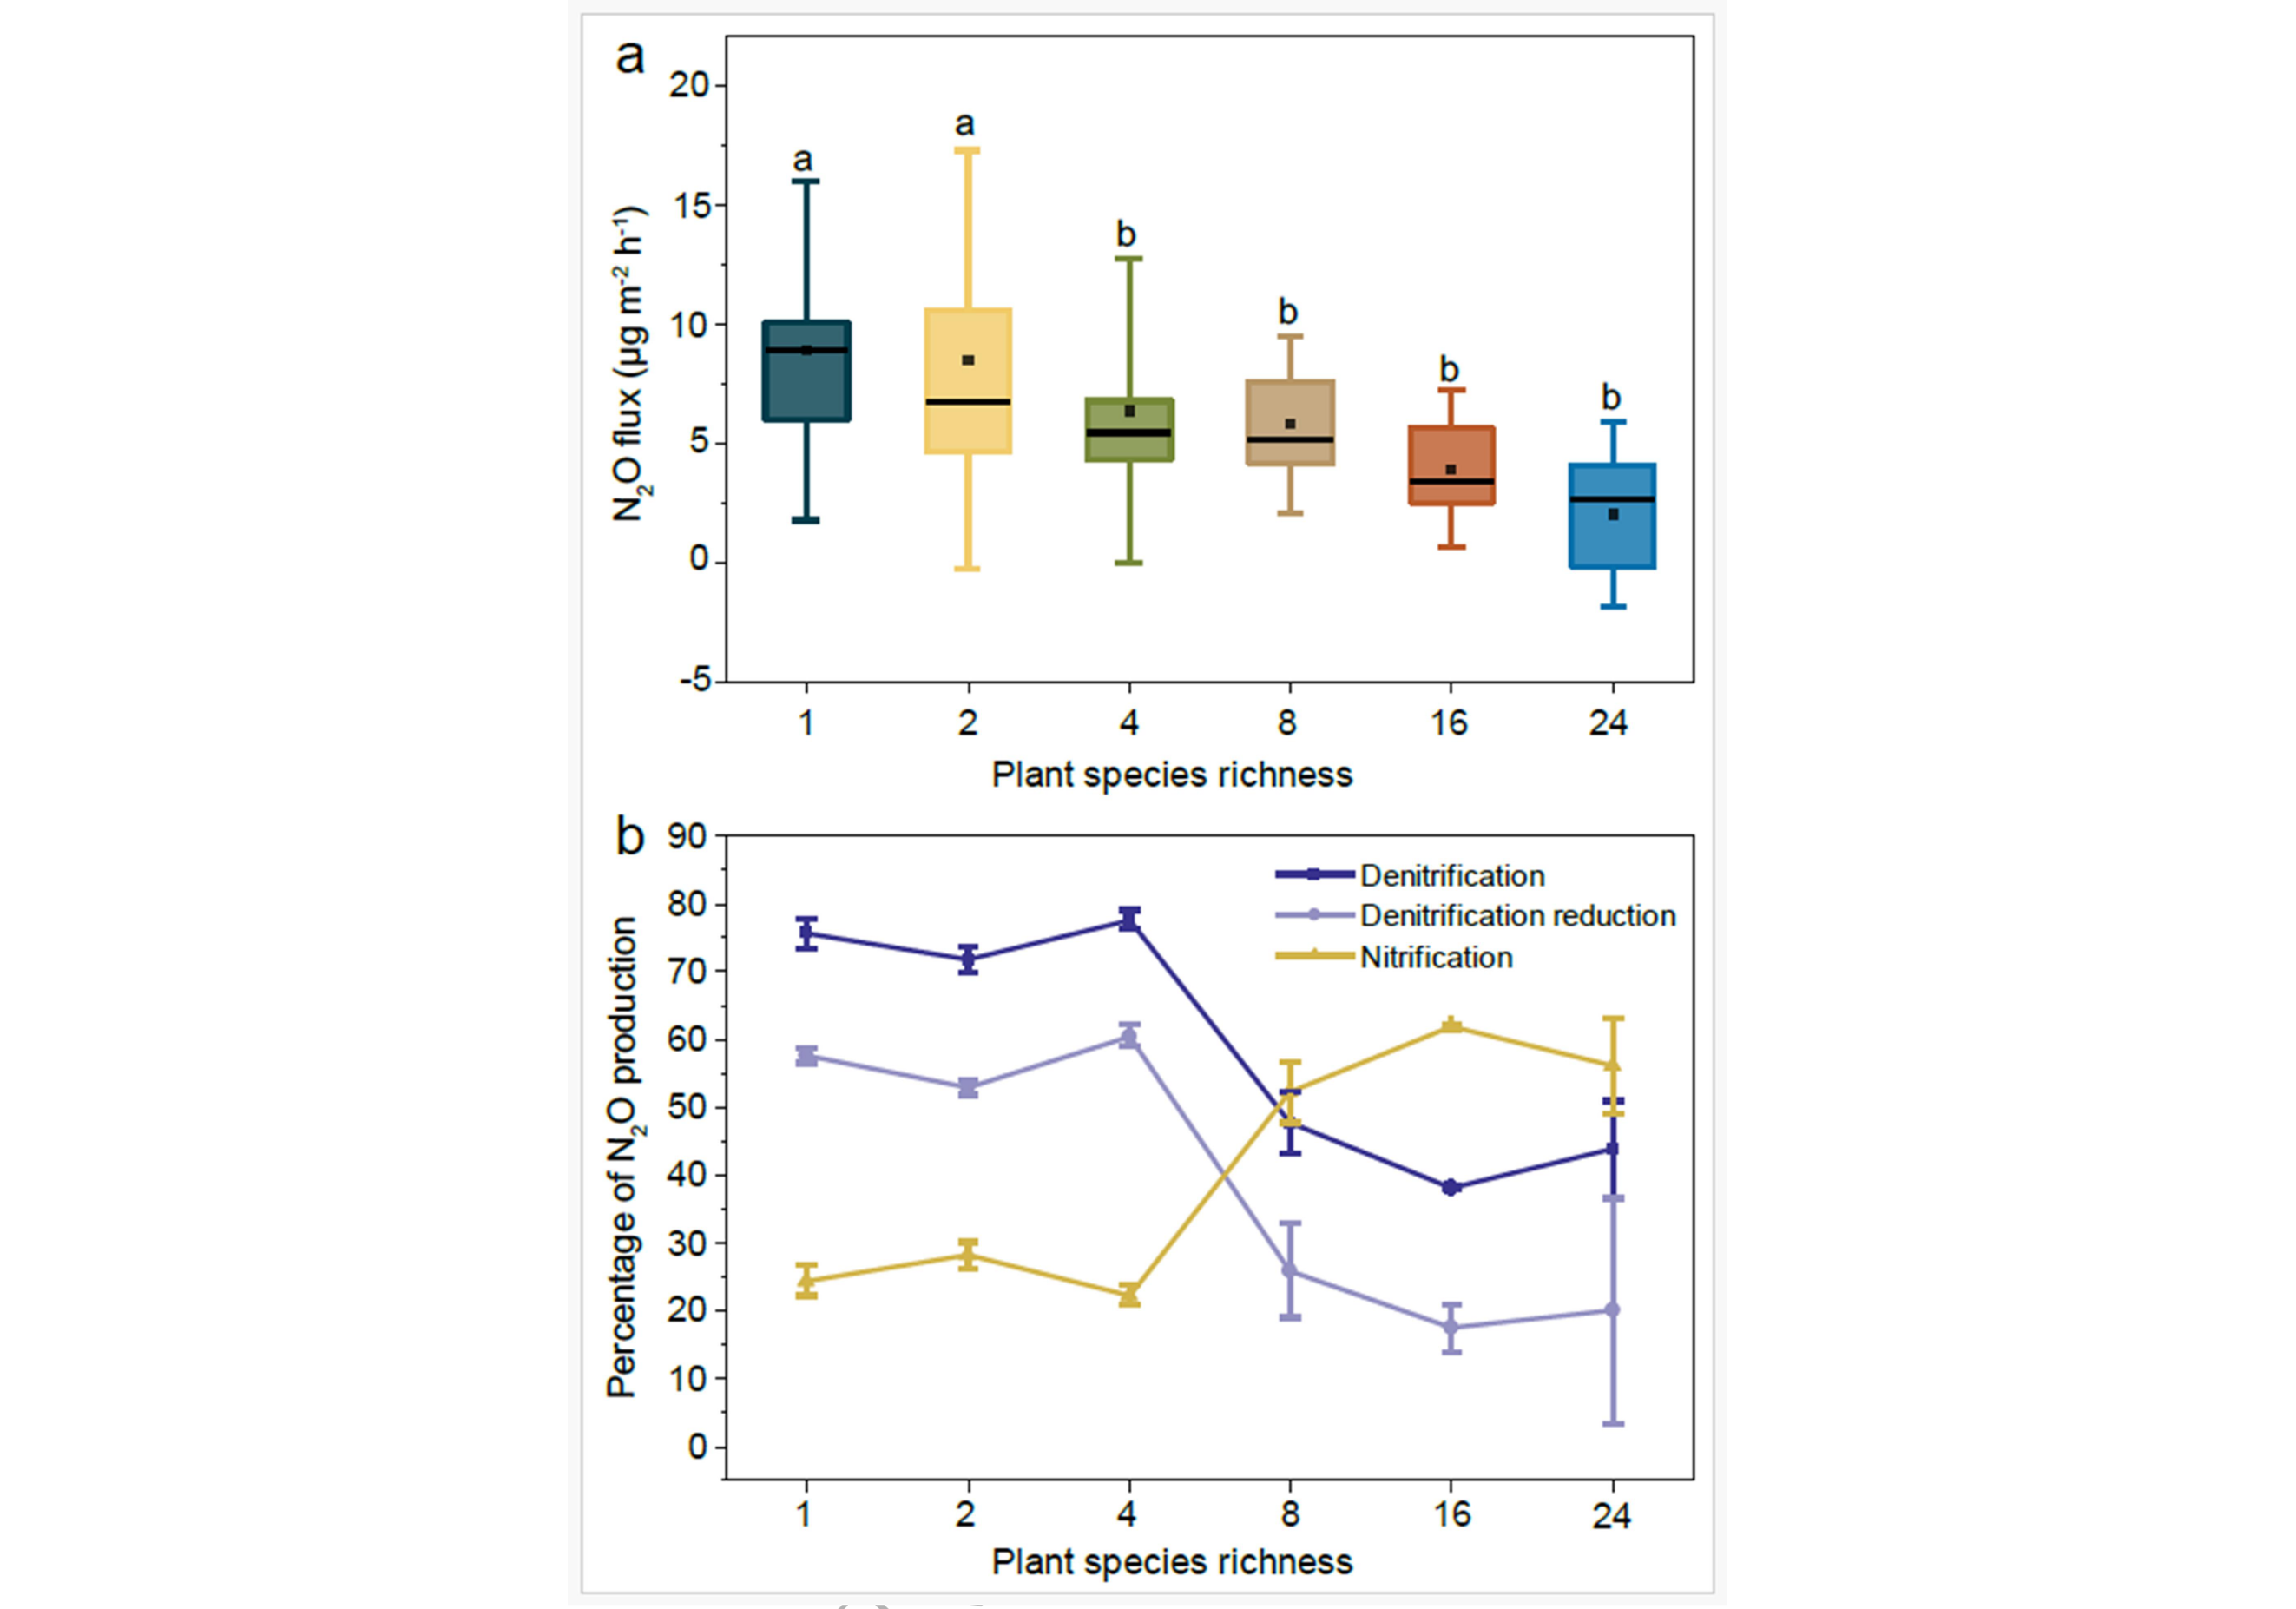 a
20
15
10
5
0
-5
N₂O flux (µg m⁻² h⁻¹)
a
a
b
b
b
b
1 2 4 8 16 24
Plant species richness
b
90
80
70
60
50
40
30
20
10
0
Percentage of N₂O production
Denitrification
Denitrification reduction
Nitrification
1 2 4 8 16 24
Plant species richness